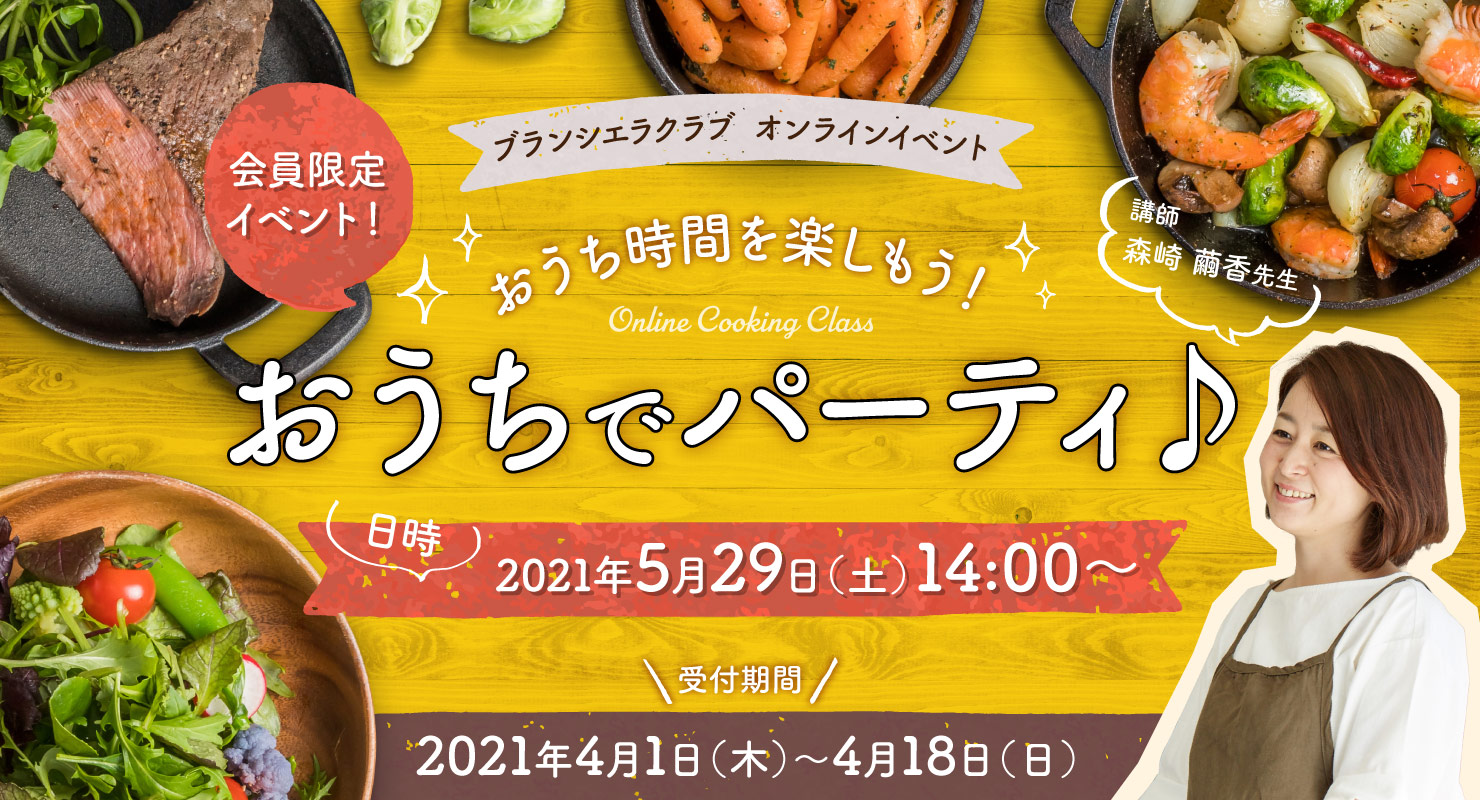 ブランシエラクラブ オンラインイベント
会員限定
イベント!
おうち時間を楽しもう!
Online Cooking Class
おうちでパーティ♪
講師
森崎 繭香先生
日時
2021年5月29日(土)14:00〜
受付期間
2021年4月1日(木)〜4月18日(日)